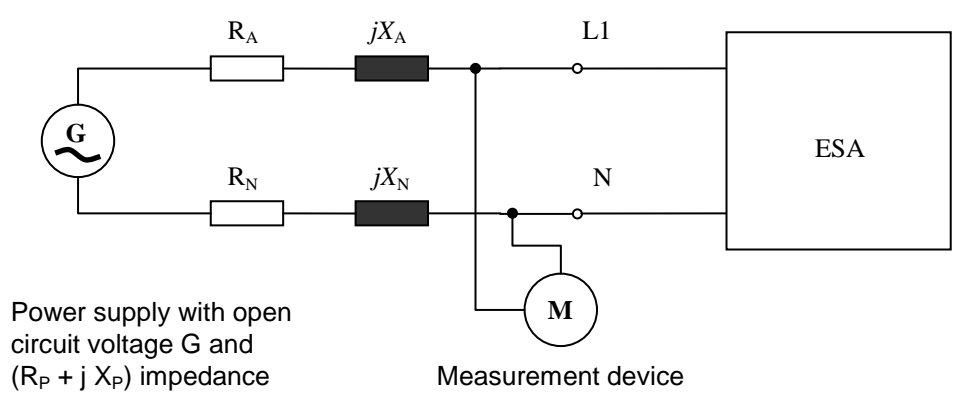 R_A jX_A L1
G
ESA
R_N jX_N N
M
Power supply with open
circuit voltage G and
(R_P + j X_P) impedance
Measurement device